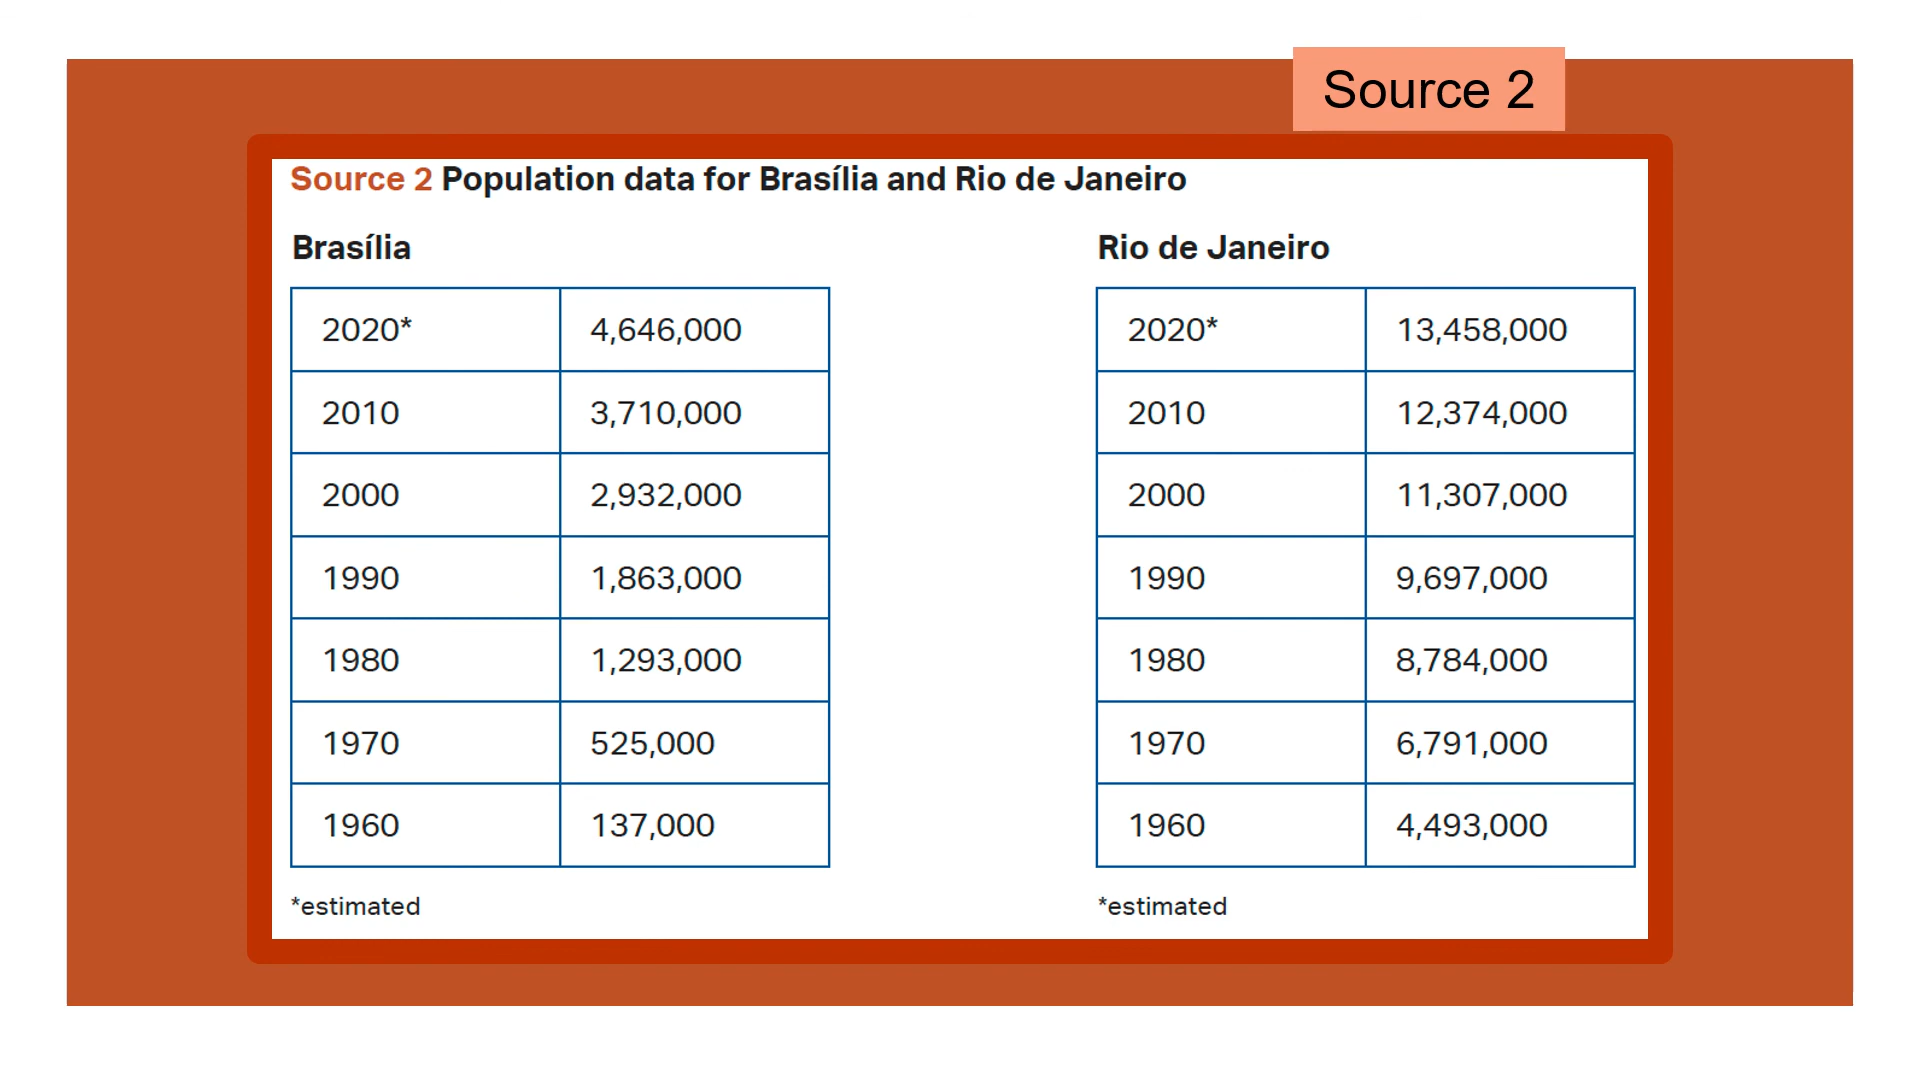 Source 2
Source 2 Population data for Brasília and Rio de Janeiro
Brasília
2020* 4,646,000
2010 3,710,000
2000 2,932,000
1990 1,863,000
1980 1,293,000
1970 525,000
1960 137,000
*estimated
Rio de Janeiro
2020* 13,458,000
2010 12,374,000
2000 11,307,000
1990 9,697,000
1980 8,784,000
1970 6,791,000
1960 4,493,000
*estimated